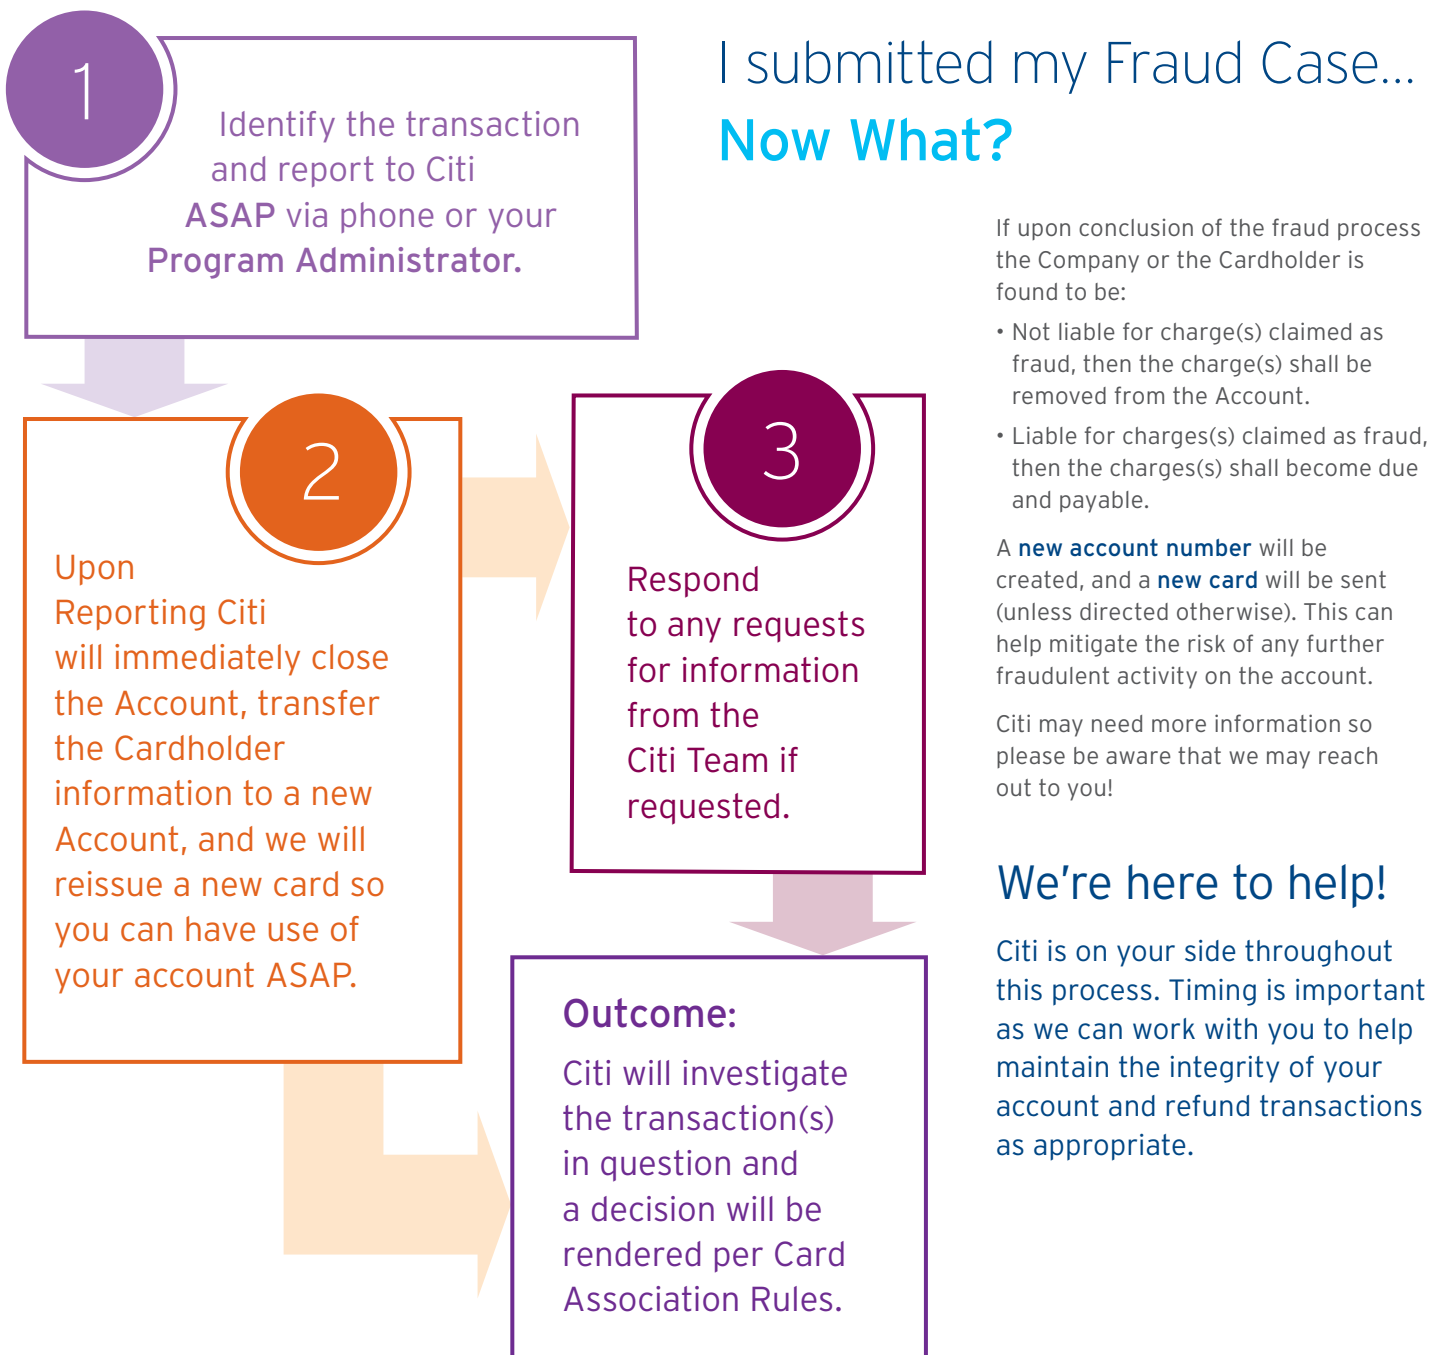 1
Identify the transaction
and report to Citi
ASAP via phone or your
Program Administrator.
2
Upon
Reporting Citi
will immediately close
the Account, transfer
the Cardholder
information to a new
Account, and we will
reissue a new card so
you can have use of
your account ASAP.
3
Respond
to any requests
for information
from the
Citi Team if
requested.
Outcome:
Citi will investigate
the transaction(s)
in question and
a decision will be
rendered per Card
Association Rules.
I submitted my Fraud Case...
Now What?
If upon conclusion of the fraud process
the Company or the Cardholder is
found to be:
• Not liable for charge(s) claimed as
fraud, then the charge(s) shall be
removed from the Account.
• Liable for charges(s) claimed as fraud,
then the charges(s) shall become due
and payable.
A new account number will be
created, and a new card will be sent
(unless directed otherwise). This can
help mitigate the risk of any further
fraudulent activity on the account.
Citi may need more information so
please be aware that we may reach
out to you!
We're here to help!
Citi is on your side throughout
this process. Timing is important
as we can work with you to help
maintain the integrity of your
account and refund transactions
as appropriate.